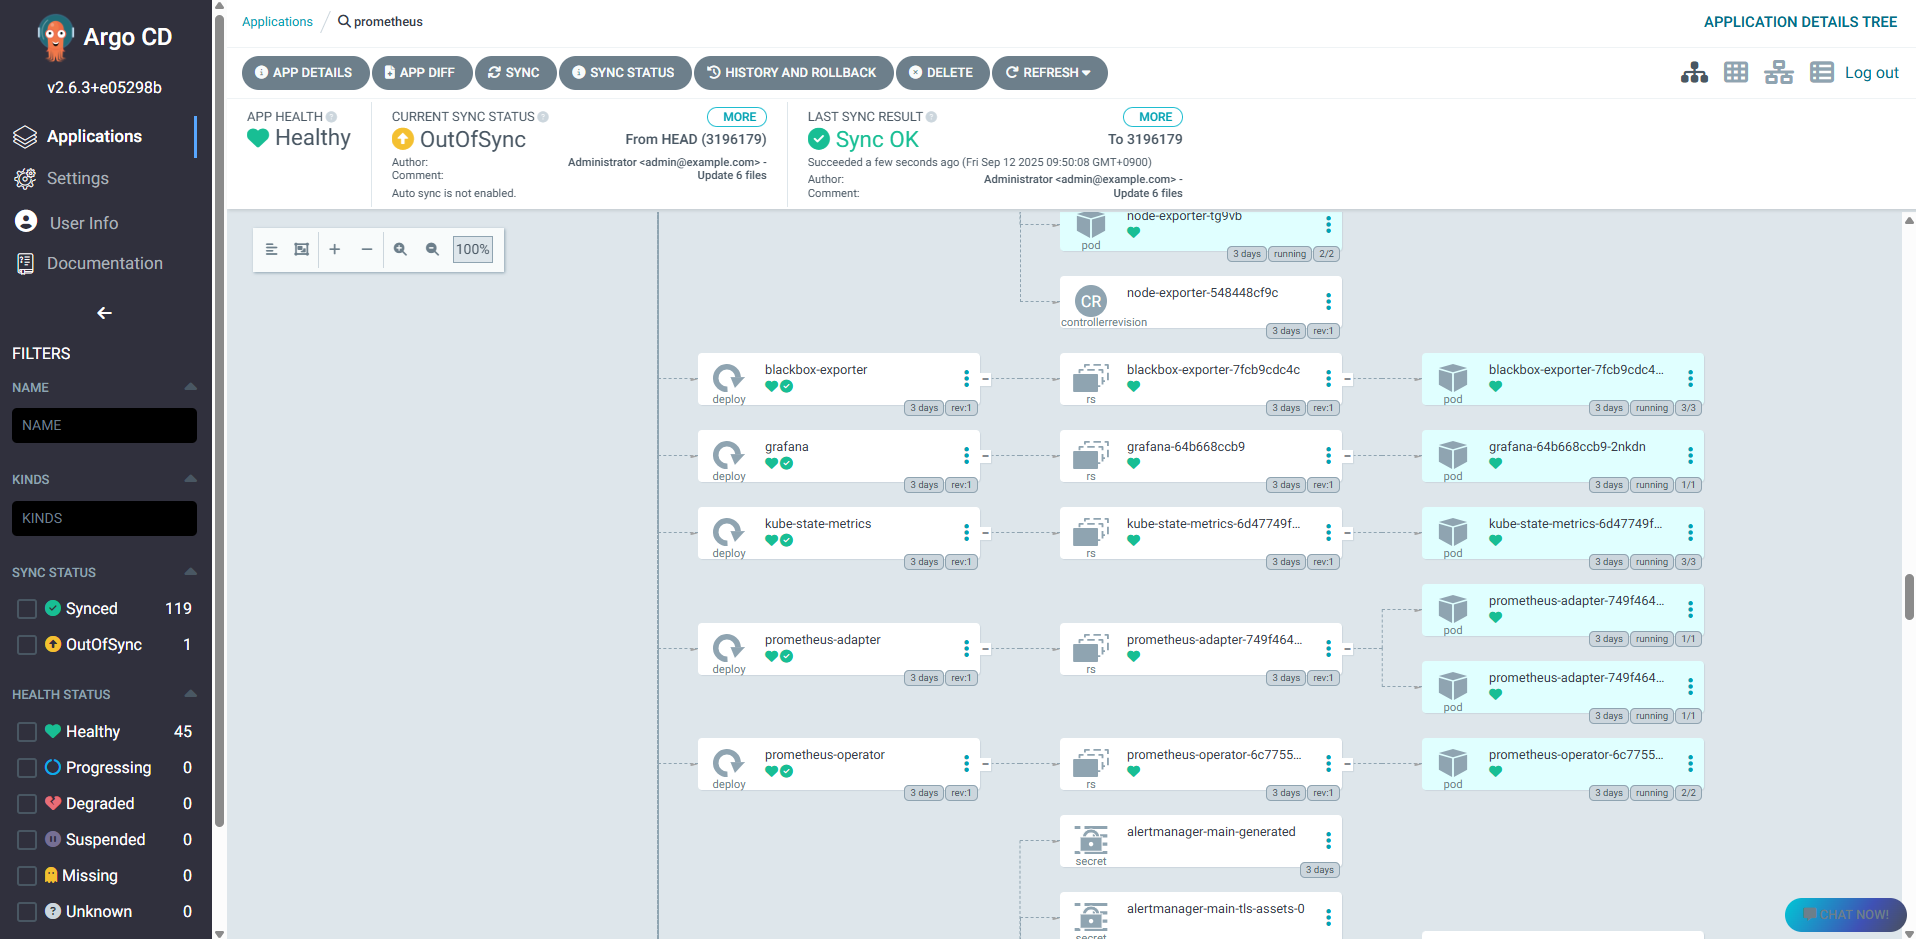 Argo CD
v2.6.3+e05298b
Applications
Settings
User Info
Documentation
FILTERS
NAME
NAME
KINDS
KINDS
SYNC STATUS
Synced 119
OutOfSync 1
HEALTH STATUS
Healthy 45
Progressing 0
Degraded 0
Suspended 0
Missing 0
Unknown 0
Applications / prometheus
APPLICATION DETAILS TREE
APP DETAILS APP DIFF SYNC SYNC STATUS HISTORY AND ROLLBACK DELETE REFRESH
Log out
APP HEALTH
Healthy
CURRENT SYNC STATUS MORE
OutOfSync From HEAD (3196179)
Author: Administrator <admin@example.com> -
Comment: Update 6 files
Auto sync is not enabled.
LAST SYNC RESULT MORE
Sync OK To 3196179
Succeeded a few seconds ago (Fri Sep 12 2025 09:50:08 GMT+0900)
Author: Administrator <admin@example.com> -
Comment: Update 6 files
100%
node-exporter-tg9vb
pod
3 days running 2/2
CR
node-exporter-548448cf9c
controllerrevision
3 days rev:1
blackbox-exporter
deploy
3 days rev:1
blackbox-exporter-7fcb9cdc4c
rs
3 days rev:1
blackbox-exporter-7fcb9cdc4...
pod
3 days running 3/3
grafana
deploy
3 days rev:1
grafana-64b668ccb9
rs
3 days rev:1
grafana-64b668ccb9-2nkdn
pod
3 days running 1/1
kube-state-metrics
deploy
3 days rev:1
kube-state-metrics-6d47749f...
rs
3 days rev:1
kube-state-metrics-6d47749f...
pod
3 days running 3/3
prometheus-adapter
deploy
3 days rev:1
prometheus-adapter-749f464...
rs
3 days rev:1
prometheus-adapter-749f464...
pod
3 days running 1/1
prometheus-adapter-749f464...
pod
3 days running 1/1
prometheus-operator
deploy
3 days rev:1
prometheus-operator-6c7755...
rs
3 days rev:1
prometheus-operator-6c7755...
pod
3 days running 2/2
alertmanager-main-generated
secret
3 days
alertmanager-main-tls-assets-0
secret
CHAT NOW!